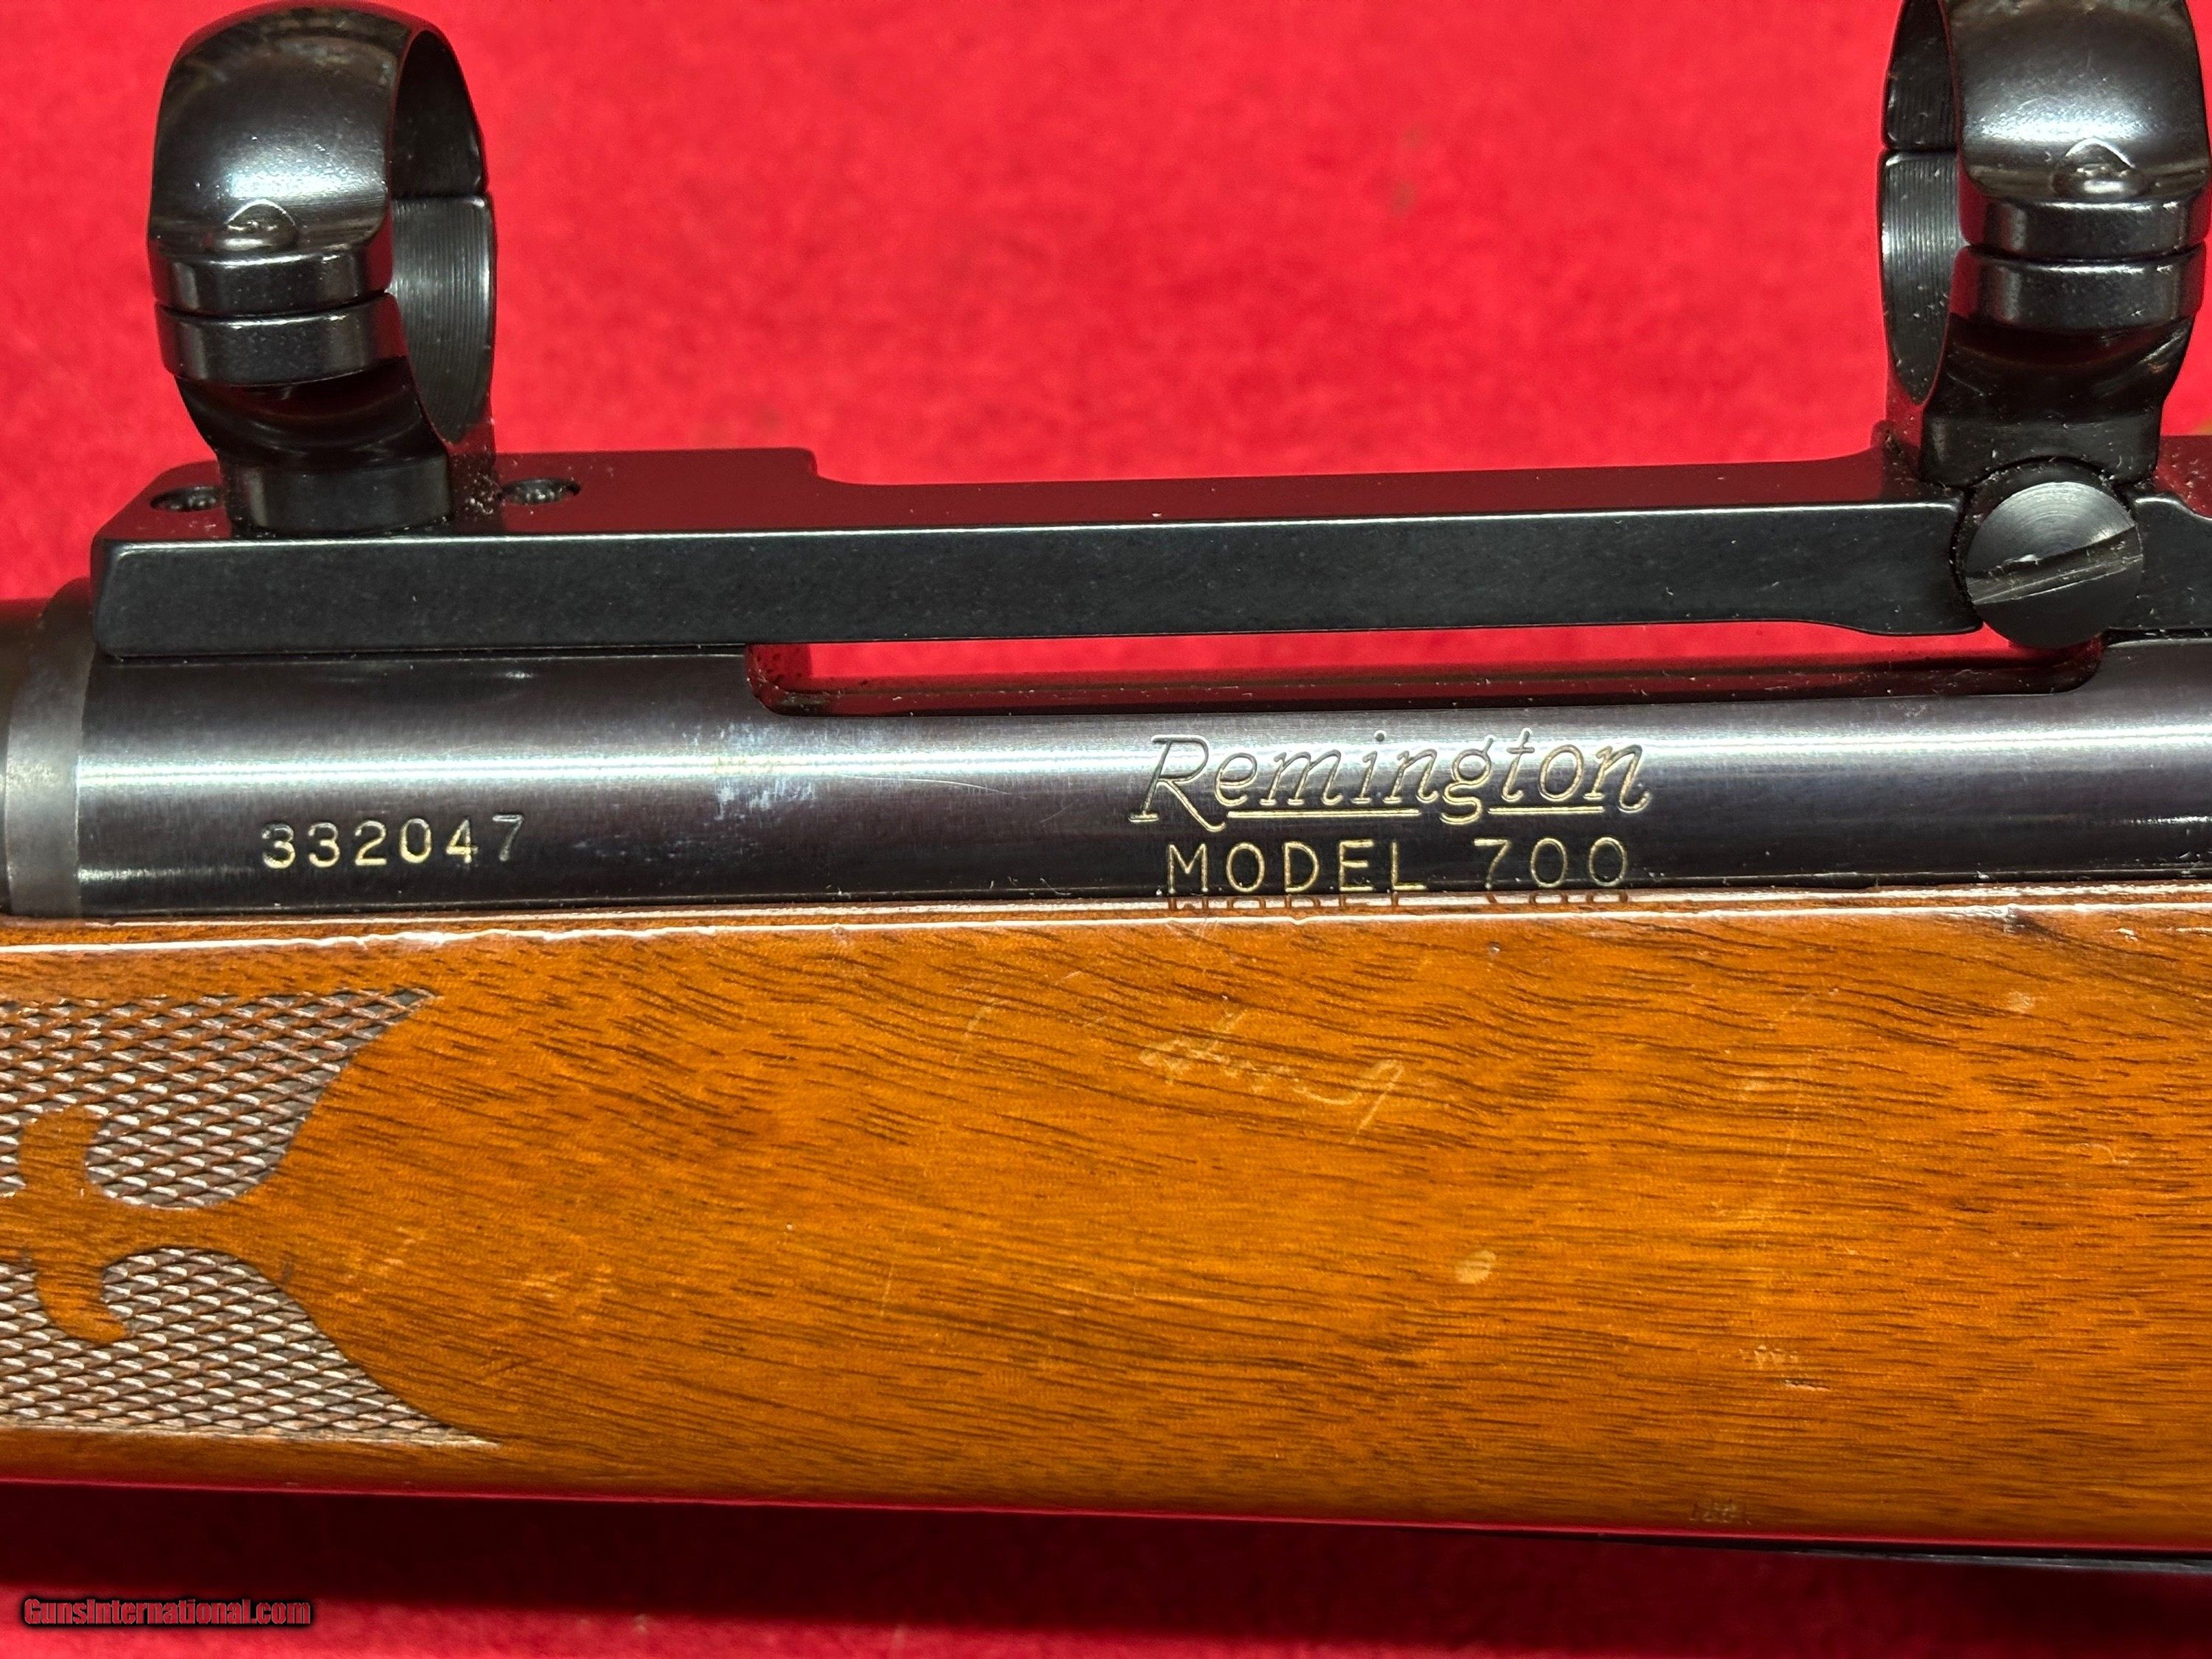 332047
Remington
MODEL 700
GunsInternational.com